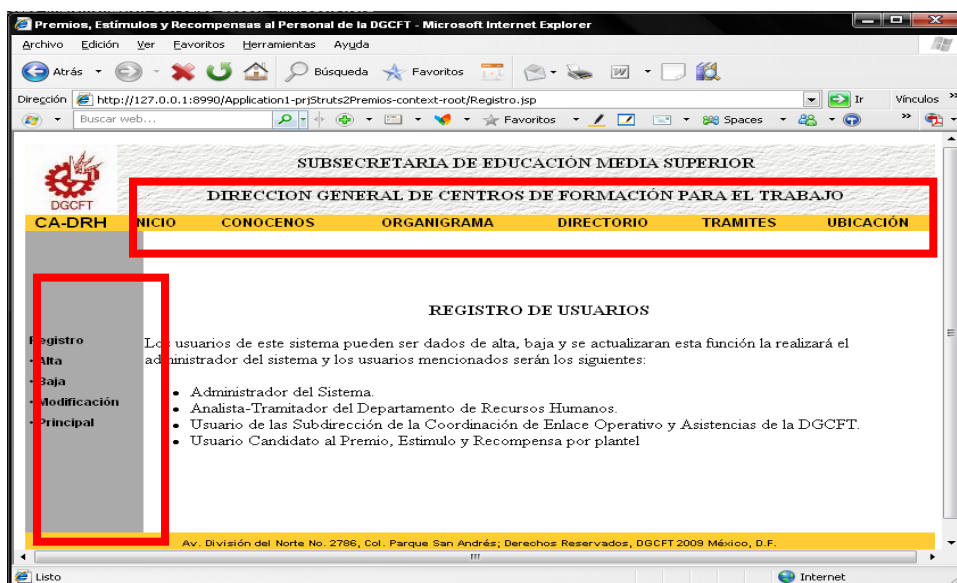 Premios, Estímulos y Recompensas al Personal de la DGCFT - Microsoft Internet Explorer
Archivo Edición Ver Favoritos Herramientas Ayuda
Atrás Búsqueda Favoritos
Dirección http://127.0.0.1:8990/Application1-prjStruts2Premios-context-root/Registro.jsp Ir Vínculos »
Buscar web... Favoritos Spaces »
SUBSECRETARIA DE EDUCACIÓN MEDIA SUPERIOR
DIRECCION GENERAL DE CENTROS DE FORMACIÓN PARA EL TRABAJO
DGCFT
CA-DRH NICIO CONOCENOS ORGANIGRAMA DIRECTORIO TRAMITES UBICACIÓN
REGISTRO DE USUARIOS
Registro
· Alta
· Baja
· Modificación
· Principal
Los usuarios de este sistema pueden ser dados de alta, baja y se actualizaran esta función la realizará el
administrador del sistema y los usuarios mencionados serán los siguientes:
• Administrador del Sistema.
• Analista-Tramitador del Departamento de Recursos Humanos.
• Usuario de las Subdirección de la Coordinación de Enlace Operativo y Asistencias de la DGCFT.
• Usuario Candidato al Premio, Estimulo y Recompensa por plantel
Av. División del Norte No. 2786, Col. Parque San Andrés; Derechos Reservados, DGCFT 2009 México, D.F.
Listo Internet